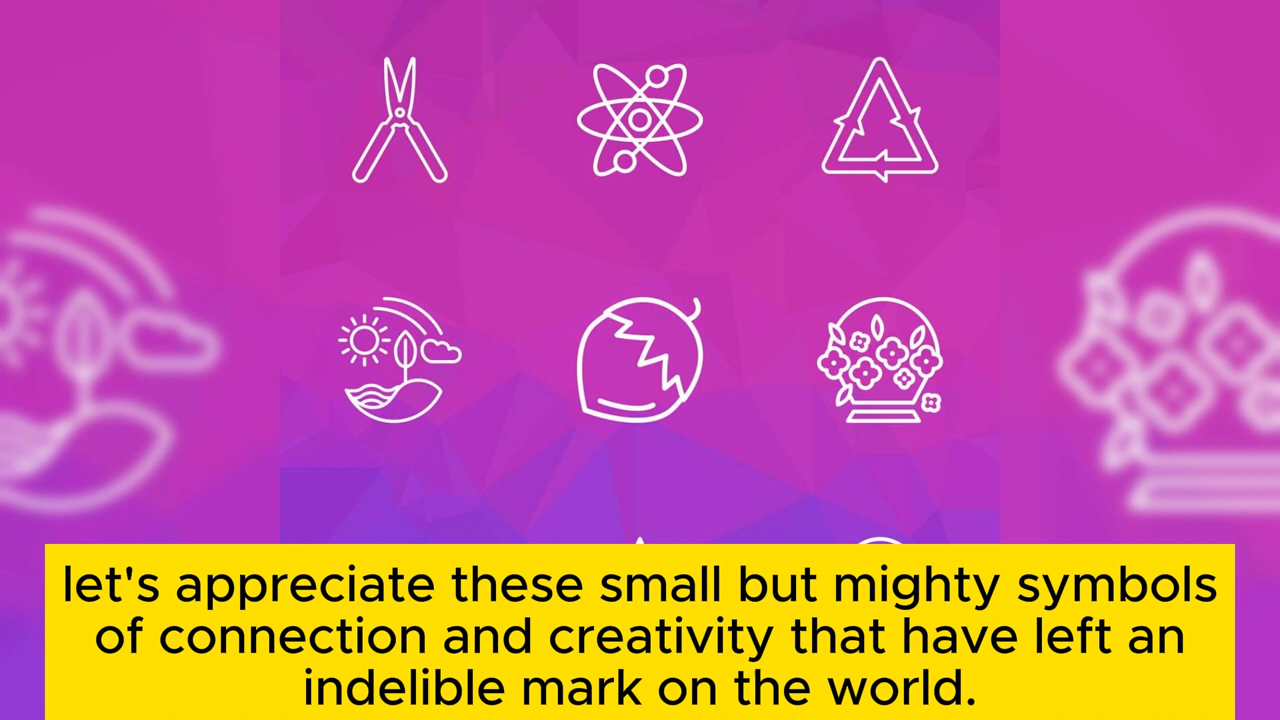 let's appreciate these small but mighty symbols
of connection and creativity that have left an
indelible mark on the world.